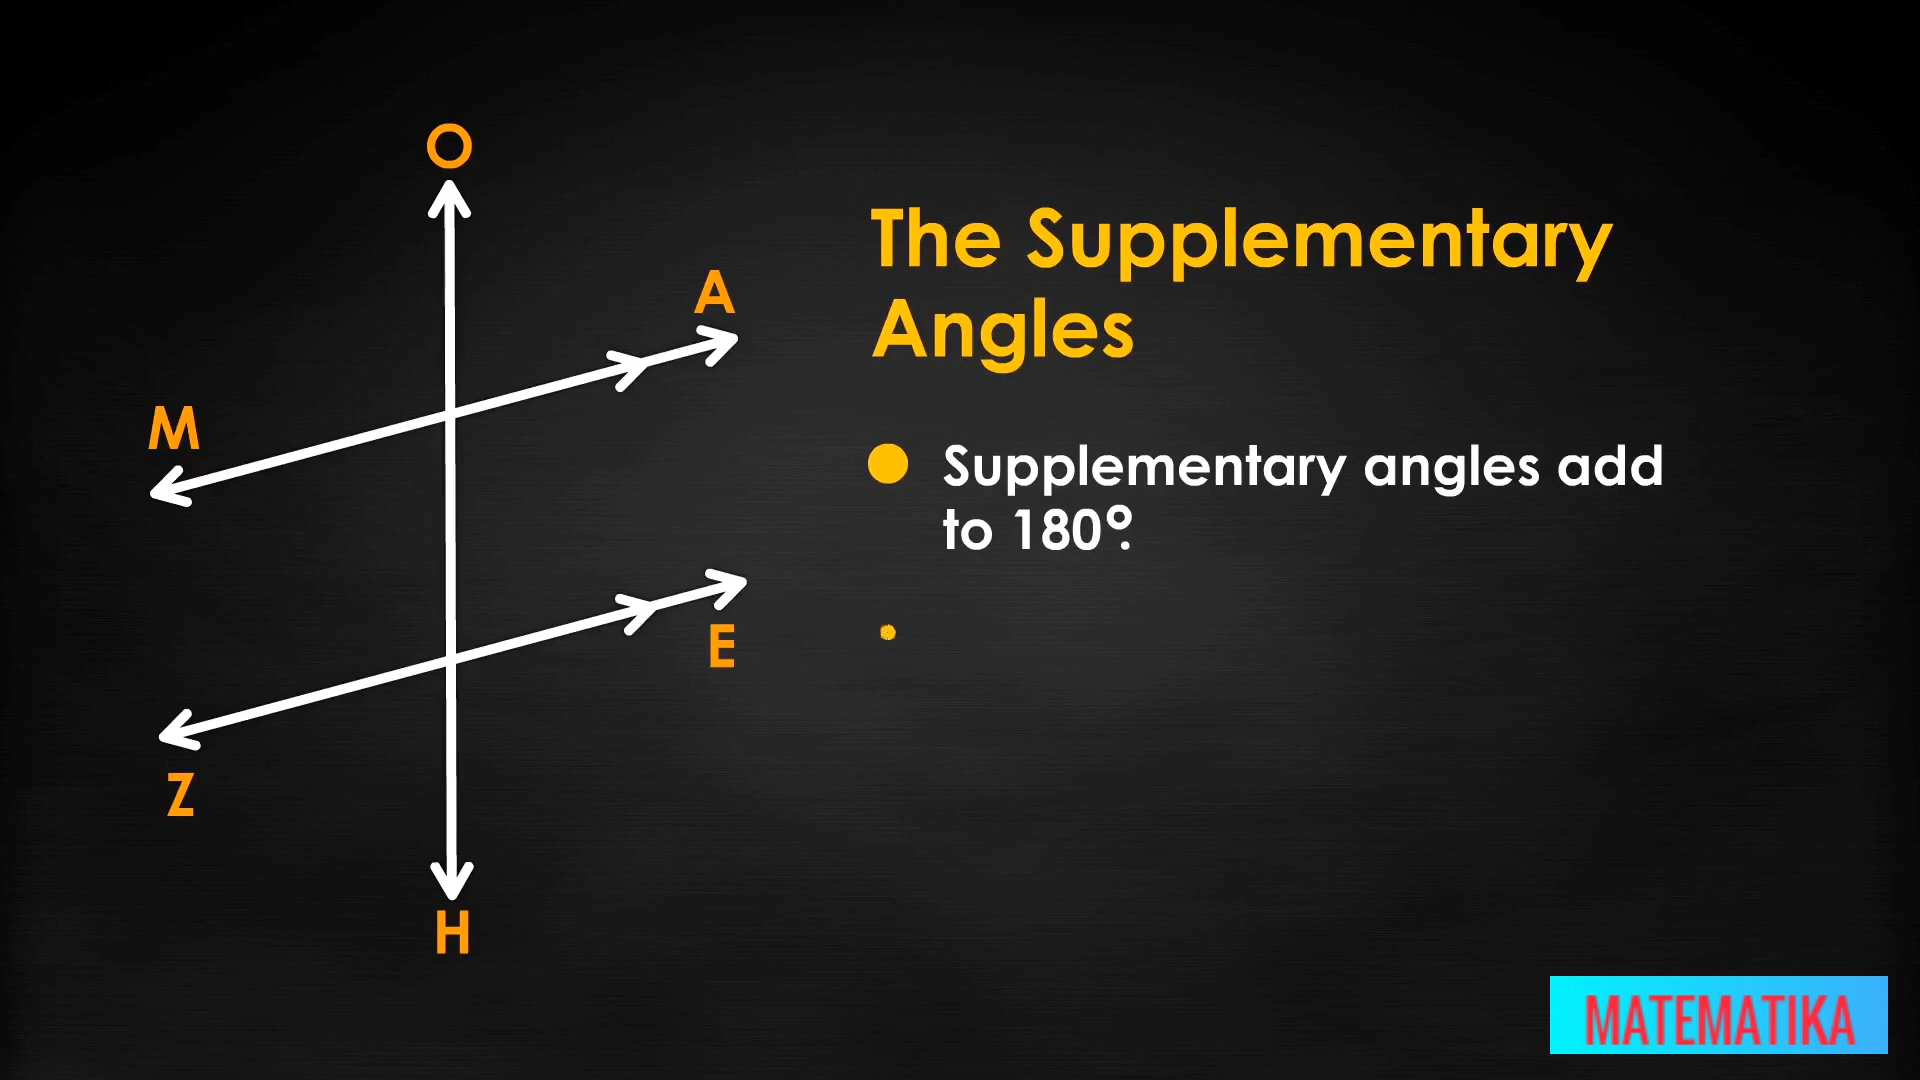 O
A
M
E
Z
H
The Supplementary
Angles
Supplementary angles add
to 180°.
MATEMATIKA